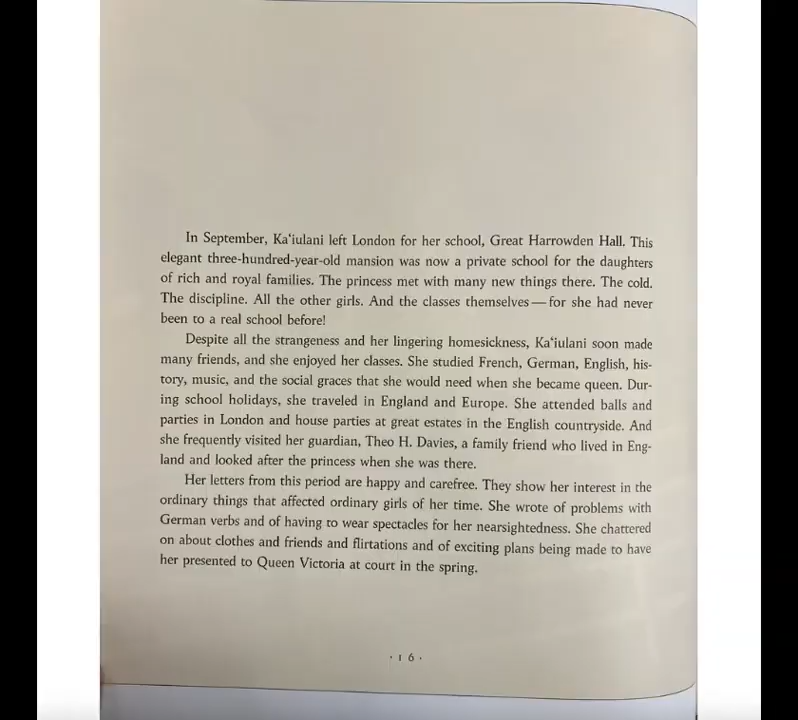 In September, Kaʻiulani left London for her school, Great Harrowden Hall. This
elegant three-hundred-year-old mansion was now a private school for the daughters
of rich and royal families. The princess met with many new things there. The cold.
The discipline. All the other girls. And the classes themselves — for she had never
been to a real school before!
Despite all the strangeness and her lingering homesickness, Kaʻiulani soon made
many friends, and she enjoyed her classes. She studied French, German, English, his-
tory, music, and the social graces that she would need when she became queen. Dur-
ing school holidays, she traveled in England and Europe. She attended balls and
parties in London and house parties at great estates in the English countryside. And
she frequently visited her guardian, Theo H. Davies, a family friend who lived in Eng-
land and looked after the princess when she was there.
Her letters from this period are happy and carefree. They show her interest in the
ordinary things that affected ordinary girls of her time. She wrote of problems with
German verbs and of having to wear spectacles for her nearsightedness. She chattered
on about clothes and friends and flirtations and of exciting plans being made to have
her presented to Queen Victoria at court in the spring.
· 16 ·